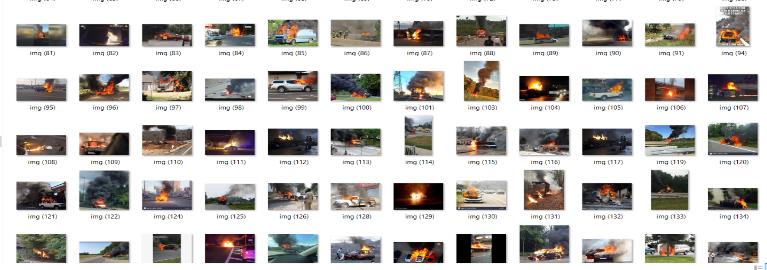 img (81) img (82) img (83) img (84) img (85) img (86) img (87) img (88) img (89) img (90) img (91) img (94)
img (95) img (96) img (97) img (98) img (99) img (100) img (101) img (103) img (104) img (105) img (106) img (107)
img (108) img (109) img (110) img (111) img (112) img (113) img (114) img (115) img (116) img (117) img (119) img (120)
img (121) img (122) img (124) img (125) img (126) img (128) img (129) img (130) img (131) img (132) img (133) img (134)